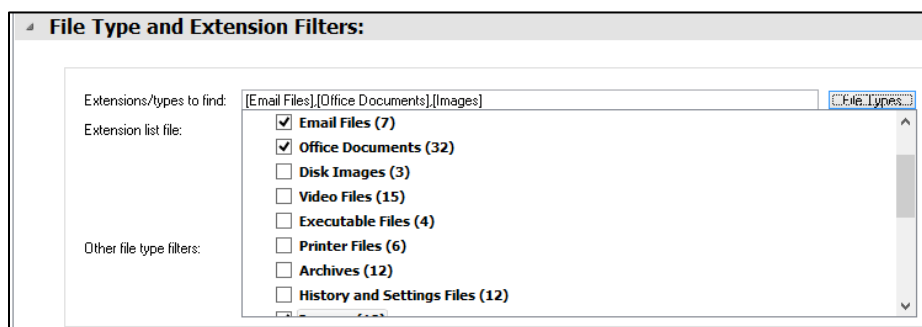 File Type and Extension Filters:
Extensions/types to find: [Email Files],[Office Documents],[Images] File Types...
Email Files (7)
Extension list file:
Office Documents (32)
Disk Images (3)
Video Files (15)
Executable Files (4)
Other file type filters:
Printer Files (6)
Archives (12)
History and Settings Files (12)